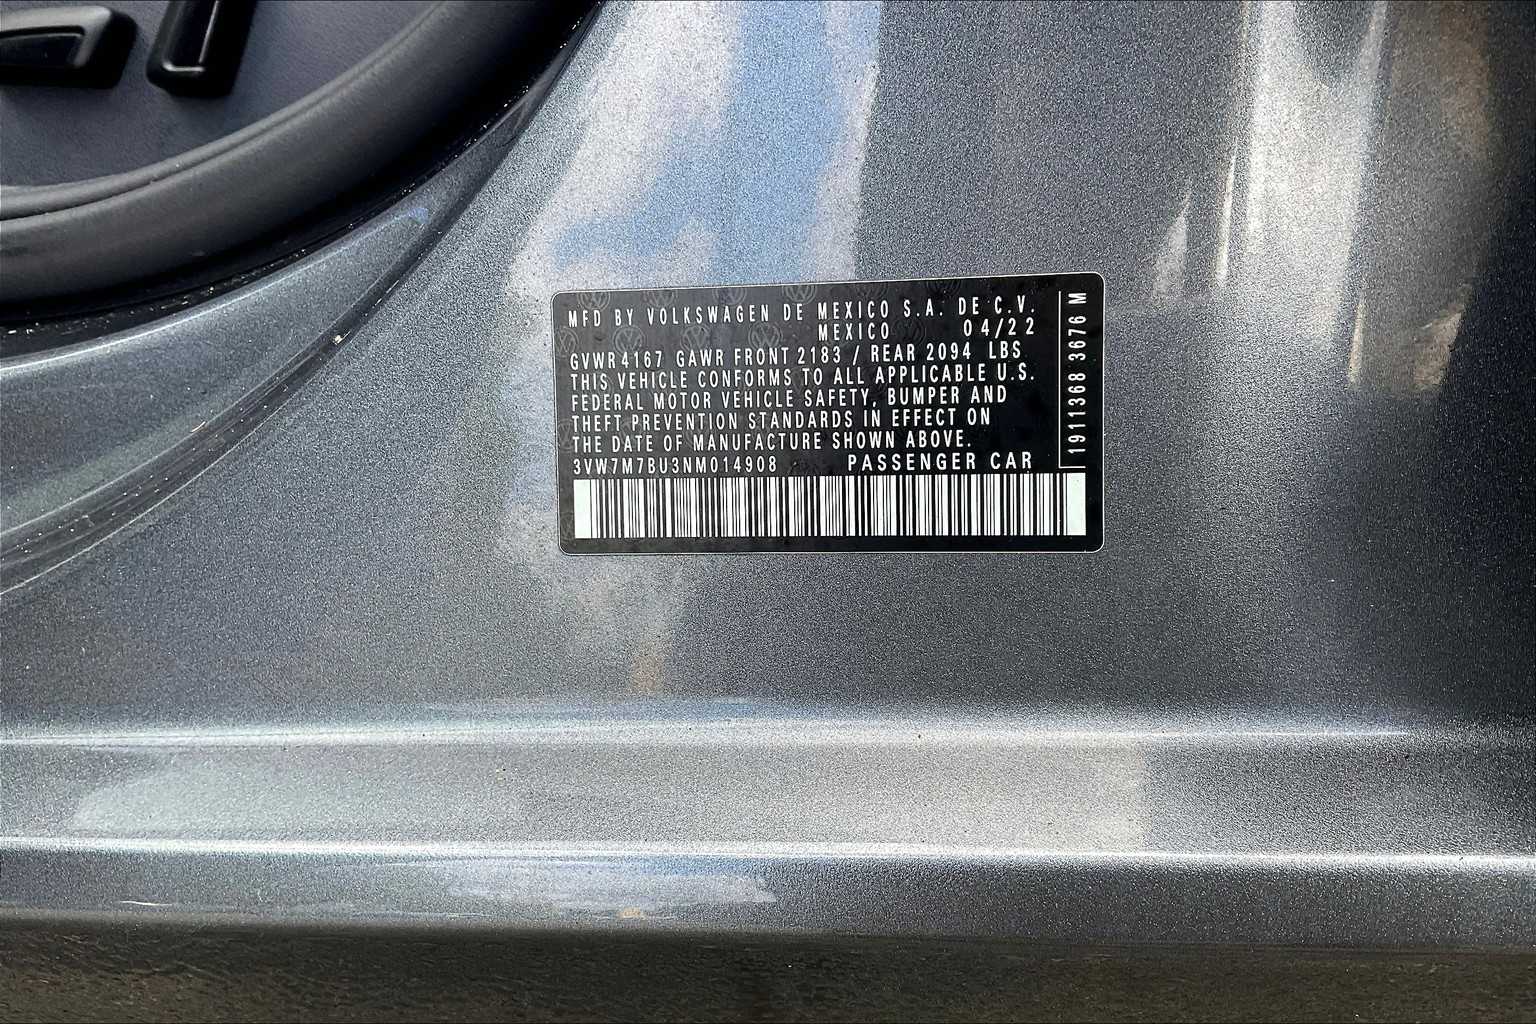 MFD BY VOLKSWAGEN DE MEXICO S.A. DE C.V.
MEXICO 04/22
GVWR 4167 GAWR FRONT 2183 / REAR 2094 LBS
THIS VEHICLE CONFORMS TO ALL APPLICABLE U.S.
FEDERAL MOTOR VEHICLE SAFETY, BUMPER AND
THEFT PREVENTION STANDARDS IN EFFECT ON
THE DATE OF MANUFACTURE SHOWN ABOVE.
3VW7M7BU3NM014908 PASSENGER CAR
1911368 3676 M